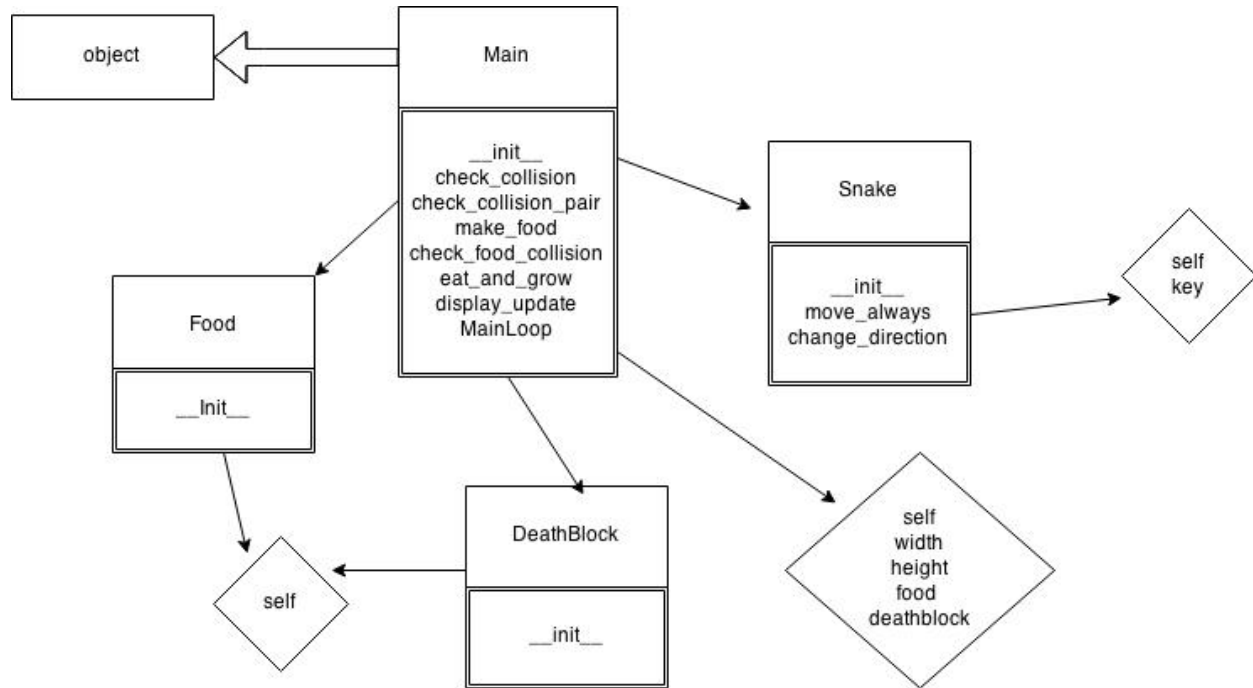 object
Main
__init__
check_collision
check_collision_pair
make_food
check_food_collision
eat_and_grow
display_update
MainLoop
Snake
__init__
move_always
change_direction
self
key
Food
__Init__
DeathBlock
__init__
self
self
width
height
food
deathblock